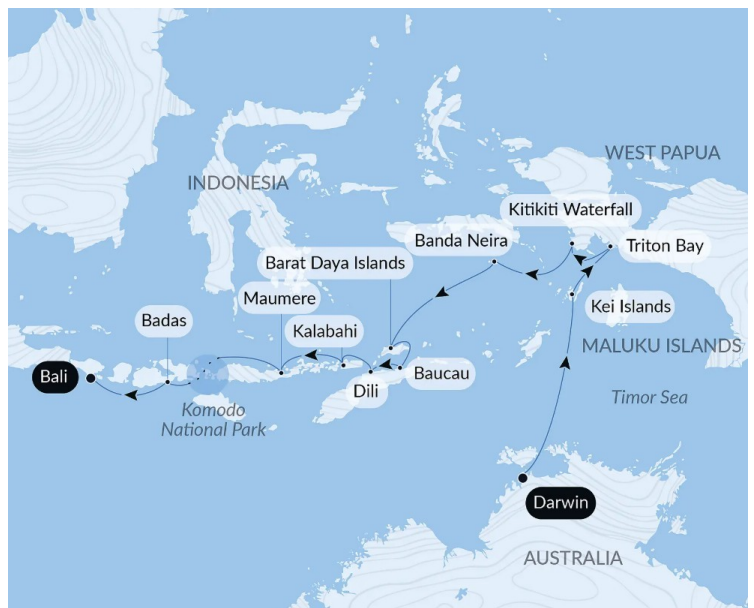 WEST PAPUA
INDONESIA
Kitikiti Waterfall
Banda Neira
Triton Bay
Barat Daya Islands
Maumere
Kei Islands
Badas
Kalabahi
MALUKU ISLANDS
Bali
Baucau
Dili
Timor Sea
Komodo
National Park
Darwin
AUSTRALIA